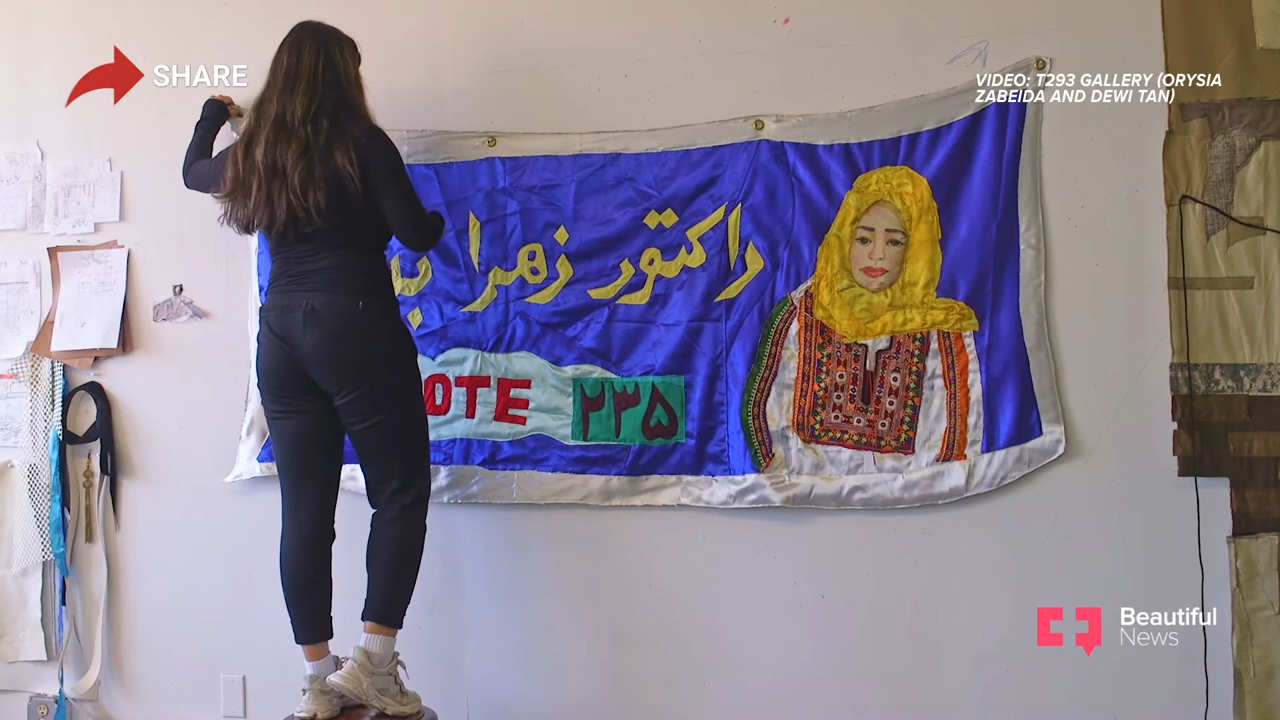 SHARE
VIDEO: T293 GALLERY (ORYSIA
ZABEIDA AND DEWI TAN)
داکتور زهرا
OTE
۲۳۵
Beautiful
News